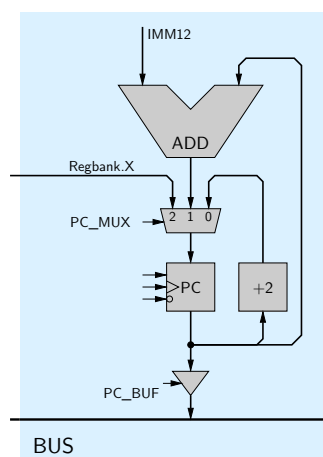 IMM12
ADD
Regbank.X
PC_MUX
2 1 0
PC
+2
PC_BUF
BUS